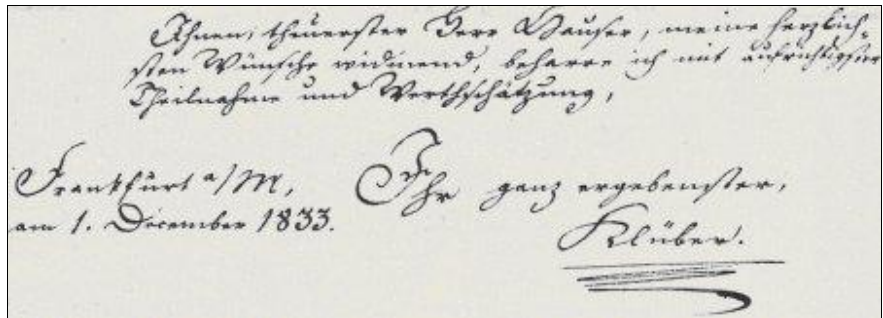 Ihnen, theuerster Herr Hauser, meine herzlich-
sten Wünsche widmend, beharre ich mit aufrichtigster
Theilnahme und Werthschätzung,
Frankfurt a/M, Ihr ganz ergebenster,
am 1. December 1833.
Klüber.